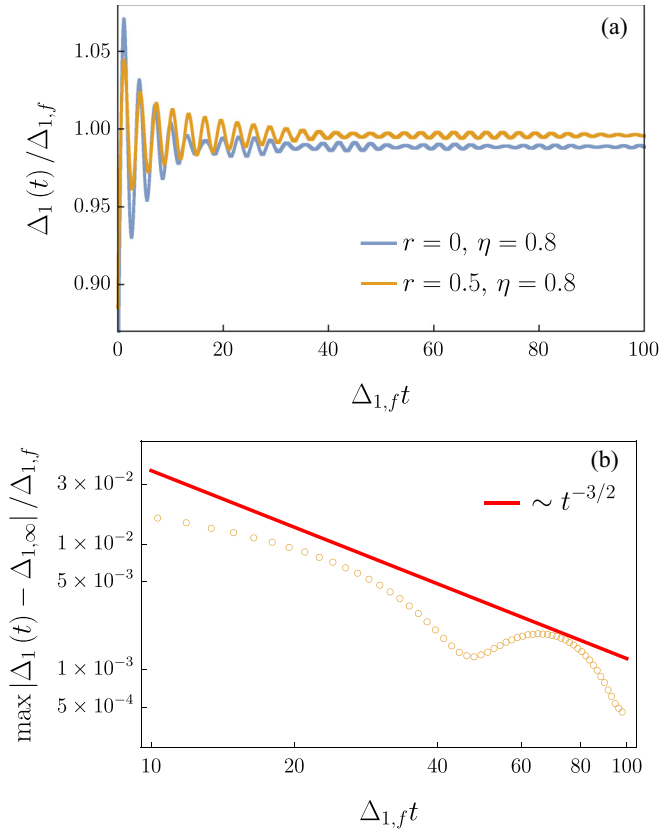 (a)
1.05
1.00
0.95
0.90
Δ₁(t)/Δ₁,f
r = 0, η = 0.8
r = 0.5, η = 0.8
0 20 40 60 80 100
Δ₁,f t
(b)
3 × 10⁻²
1 × 10⁻²
5 × 10⁻³
1 × 10⁻³
5 × 10⁻⁴
max |Δ₁(t) − Δ₁,∞| /Δ₁,f
∼ t⁻³/²
10 20 40 60 80 100
Δ₁,f t